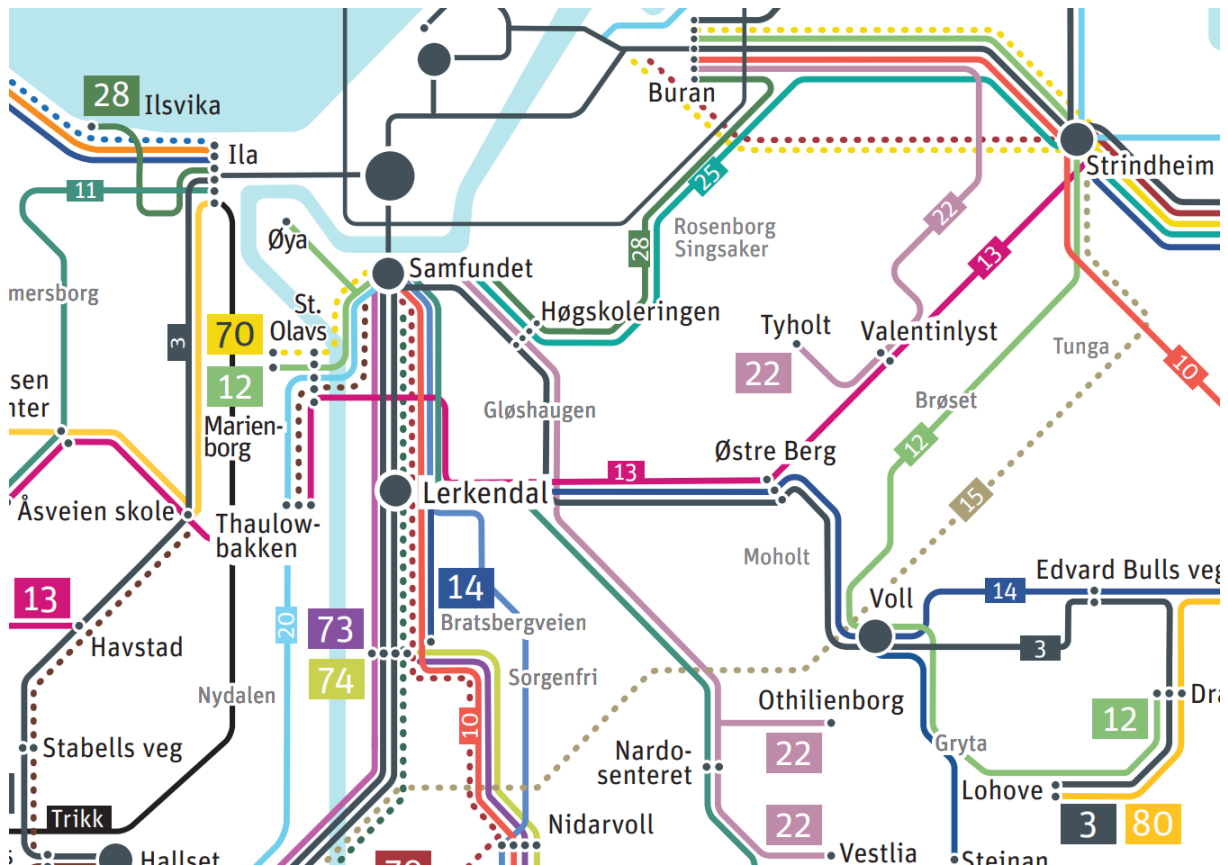 28
Ilsvika
Ila
11
Buran
Strindheim
25
22
28
Rosenborg
Singsaker
13
Øya
Samfundet
mersborg
3
St.
Olavs
70
12
Høgskoleringen
Tyholt
22
Valentinlyst
Tunga
10
sen
nter
Marien-
borg
Gløshaugen
Brøset
12
Østre Berg
13
15
Åsveien skole
Thaulow-
bakken
Lerkendal
Moholt
13
14
Havstad
20
73
74
Bratsbergveien
Sorgenfri
Voll
14
Edvard Bulls veg
3
Nydalen
10
Othilienborg
22
12
Dra
Stabells veg
Nardo-
senteret
Gryta
Lohove
3
80
Trikk
Nidarvoll
22
Vestlia
Steinan
Hallset